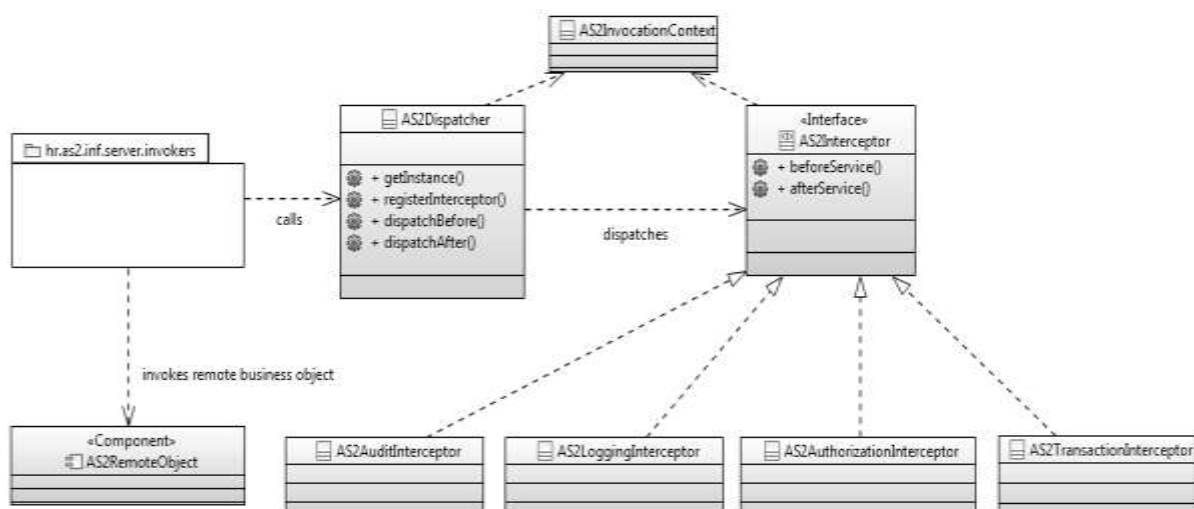 AS2InvocationContext
AS2Dispatcher
+ getInstance()
+ registerInterceptor()
+ dispatchBefore()
+ dispatchAfter()
«Interface»
AS2Interceptor
+ beforeService()
+ afterService()
hr.as2.inf.server.invokers
calls
dispatches
invokes remote business object
«Component»
AS2RemoteObject
AS2AuditInterceptor
AS2LoggingInterceptor
AS2AuthorizationInterceptor
AS2TransactionInterceptor